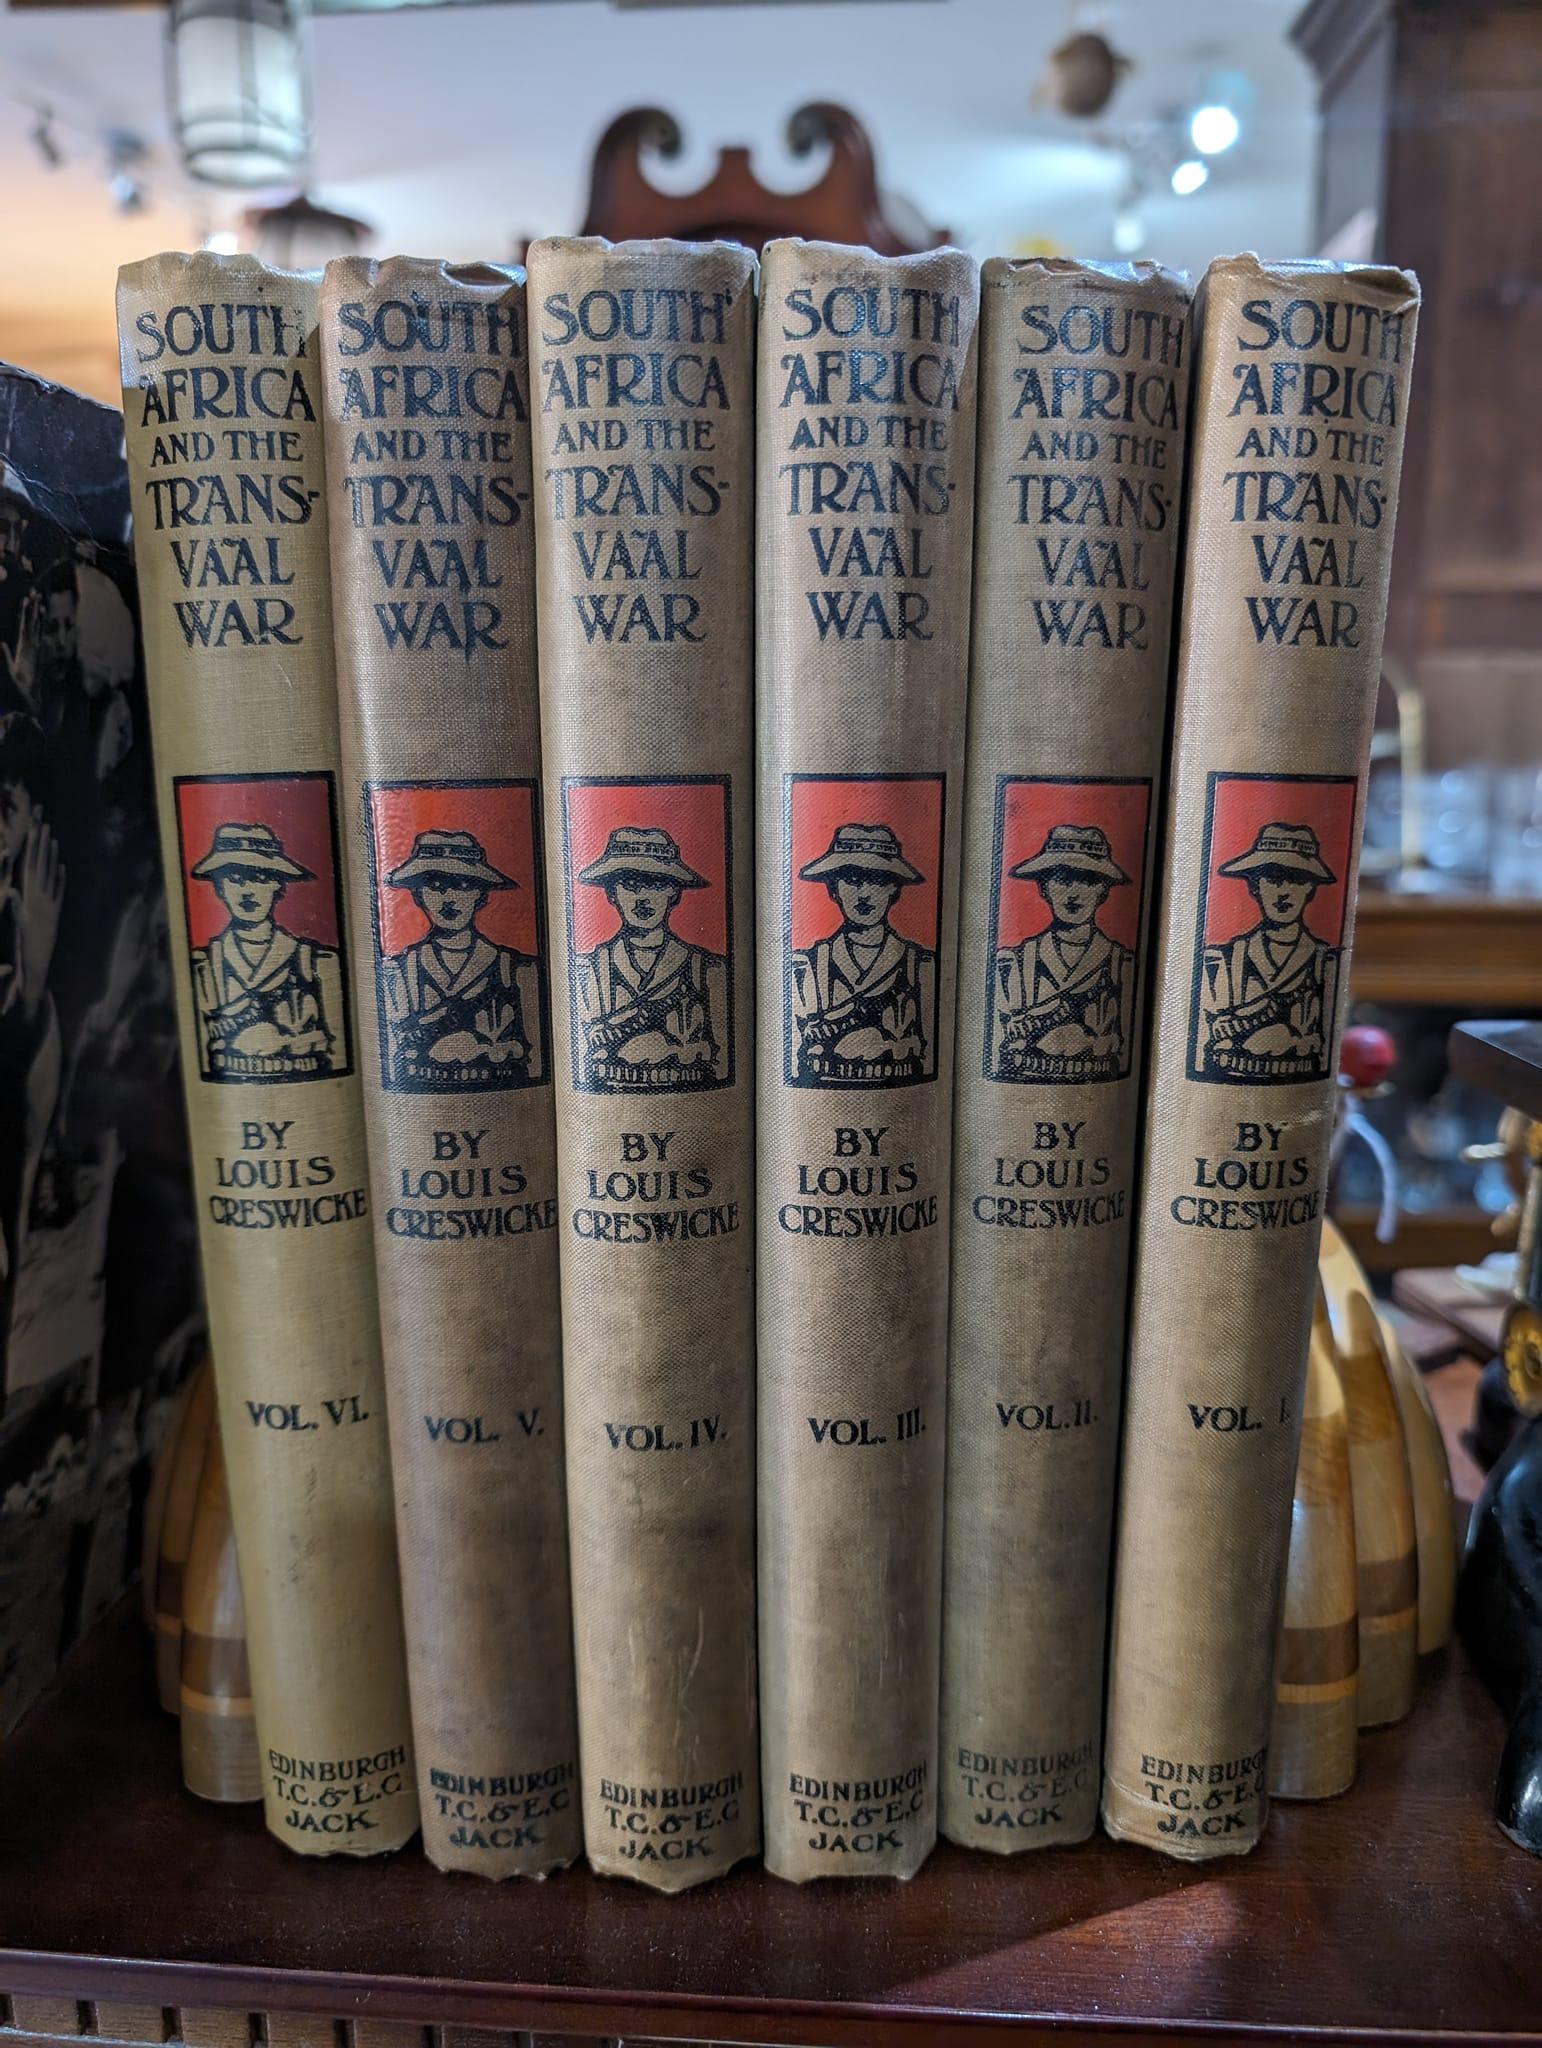 SOUTH
AFRICA
AND THE
TRANS-
VAAL
WAR
BY
LOUIS
CRESWICKE
VOL. VI.
EDINBURGH
T.C. & E.C
JACK
SOUTH
AFRICA
AND THE
TRANS-
VAAL
WAR
BY
LOUIS
CRESWICKE
VOL. V.
EDINBURGH
T.C. & E.C
JACK
SOUTH
AFRICA
AND THE
TRANS-
VAAL
WAR
BY
LOUIS
CRESWICKE
VOL. IV.
EDINBURGH
T.C. & E.C
JACK
SOUTH
AFRICA
AND THE
TRANS-
VAAL
WAR
BY
LOUIS
CRESWICKE
VOL. III.
EDINBURGH
T.C. & E.C
JACK
SOUTH
AFRICA
AND THE
TRANS-
VAAL
WAR
BY
LOUIS
CRESWICKE
VOL. II.
EDINBURGH
T.C. & E.C
JACK
SOUTH
AFRICA
AND THE
TRANS-
VAAL
WAR
BY
LOUIS
CRESWICKE
VOL. I.
EDINBURGH
T.C. & E.C
JACK